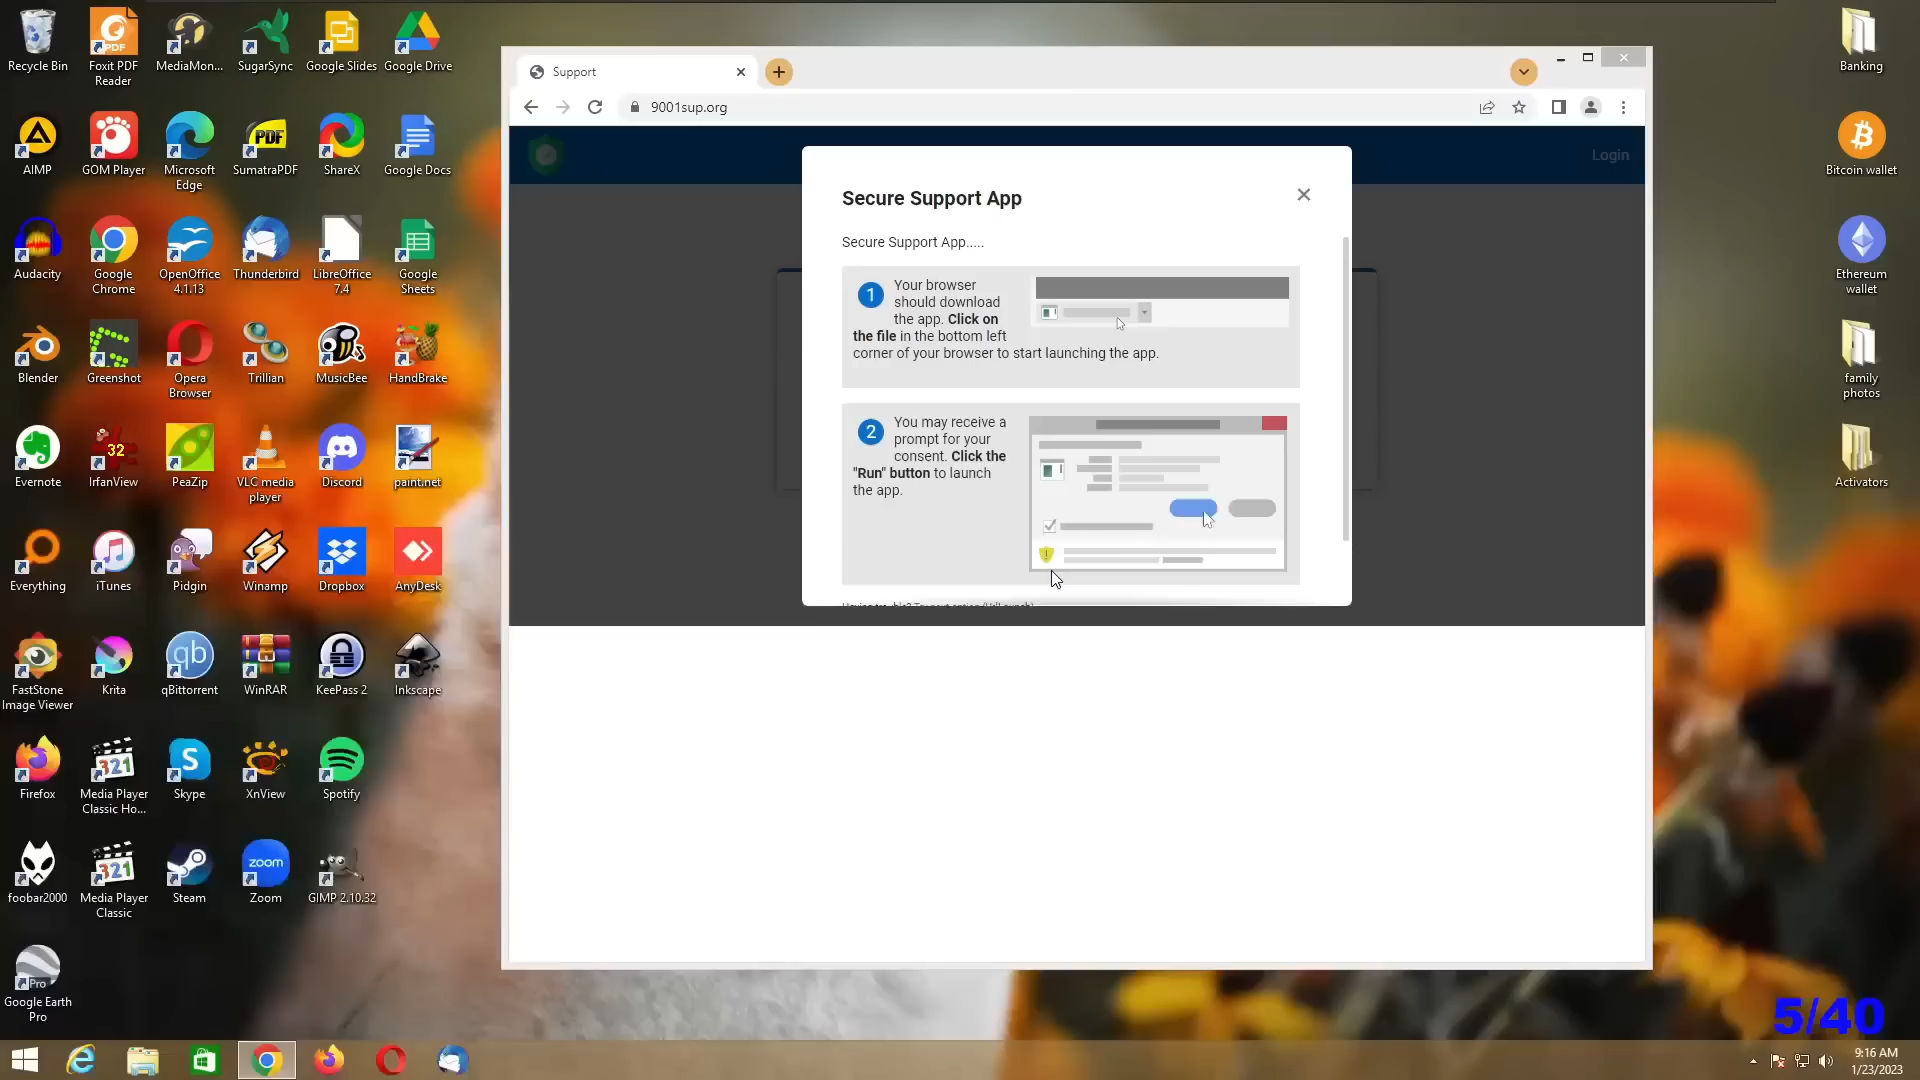 Recycle Bin
Foxit PDF
Reader
MediaMon...
SugarSync
Google Slides
Google Drive
AIMP
GOM Player
Microsoft
Edge
SumatraPDF
ShareX
Google Docs
Audacity
Google
Chrome
OpenOffice
4.1.13
Thunderbird
LibreOffice
7.4
Google
Sheets
Blender
Greenshot
Opera
Browser
Trillian
MusicBee
HandBrake
Evernote
IrfanView
PeaZip
VLC media
player
Discord
paint.net
Everything
iTunes
Pidgin
Winamp
Dropbox
AnyDesk
FastStone
Image Viewer
Krita
qBittorrent
WinRAR
KeePass 2
Inkscape
Firefox
Media Player
Classic Ho...
Skype
XnView
Spotify
foobar2000
Media Player
Classic
Steam
Zoom
GIMP 2.10.32
Google Earth
Pro
Support
9001sup.org
Login
Secure Support App
Secure Support App.....
1
Your browser
should download
the app. Click on
the file in the bottom left
corner of your browser to start launching the app.
2
You may receive a
prompt for your
consent. Click the
"Run" button to launch
the app.
Banking
Bitcoin wallet
Ethereum
wallet
family
photos
Activators
5/40
9:16 AM
1/23/2023